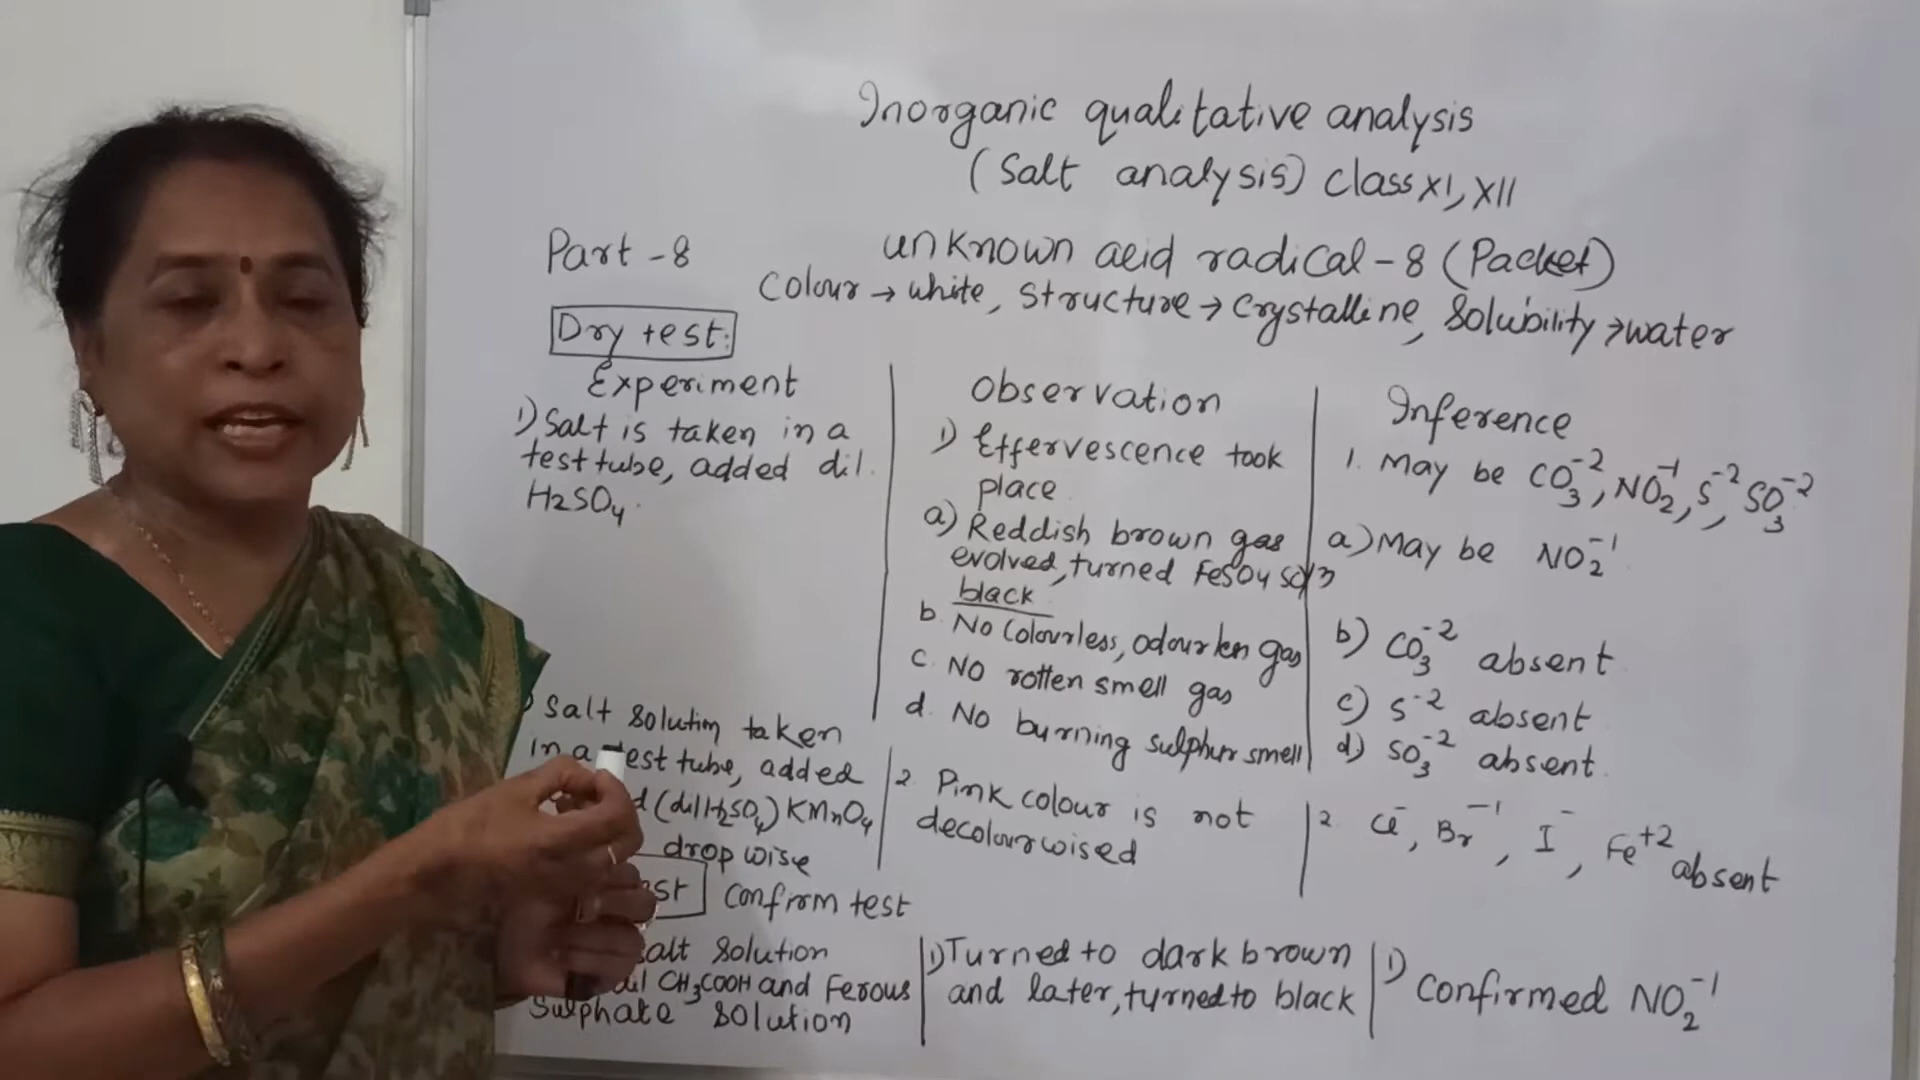 Inorganic qualitative analysis
(Salt analysis) class XI, XII
Part -8
unknown acid radical - 8 (Packet)
Colour → white, Structure → Crystalline, Solubility → water
Dry test:
Experiment
1) Salt is taken in a
test tube, added dil.
H2SO4.
Salt Solution taken
in a test tube, added
(dil H2SO4) KMnO4
dropwise
Observation
1) Effervescence took
place
a) Reddish brown gas
evolved, turned FeSO4 sol'n
black
b. No Colourless, odourless gas
c. NO rotten smell gas
d. No burning sulphur smell
2. Pink colour is not
decolourised
Inference
1. May be CO3-2, NO2-1, S-2, SO3-2
a) May be NO2-1
b) CO3-2 absent
c) S-2 absent
d) SO3-2 absent.
2. Cl-, Br-1, I-, Fe+2 absent
Confirm test
Salt Solution
dil CH3COOH and Ferous
Sulphate Solution
1) Turned to dark brown
and later, turned to black
1) Confirmed NO2-1